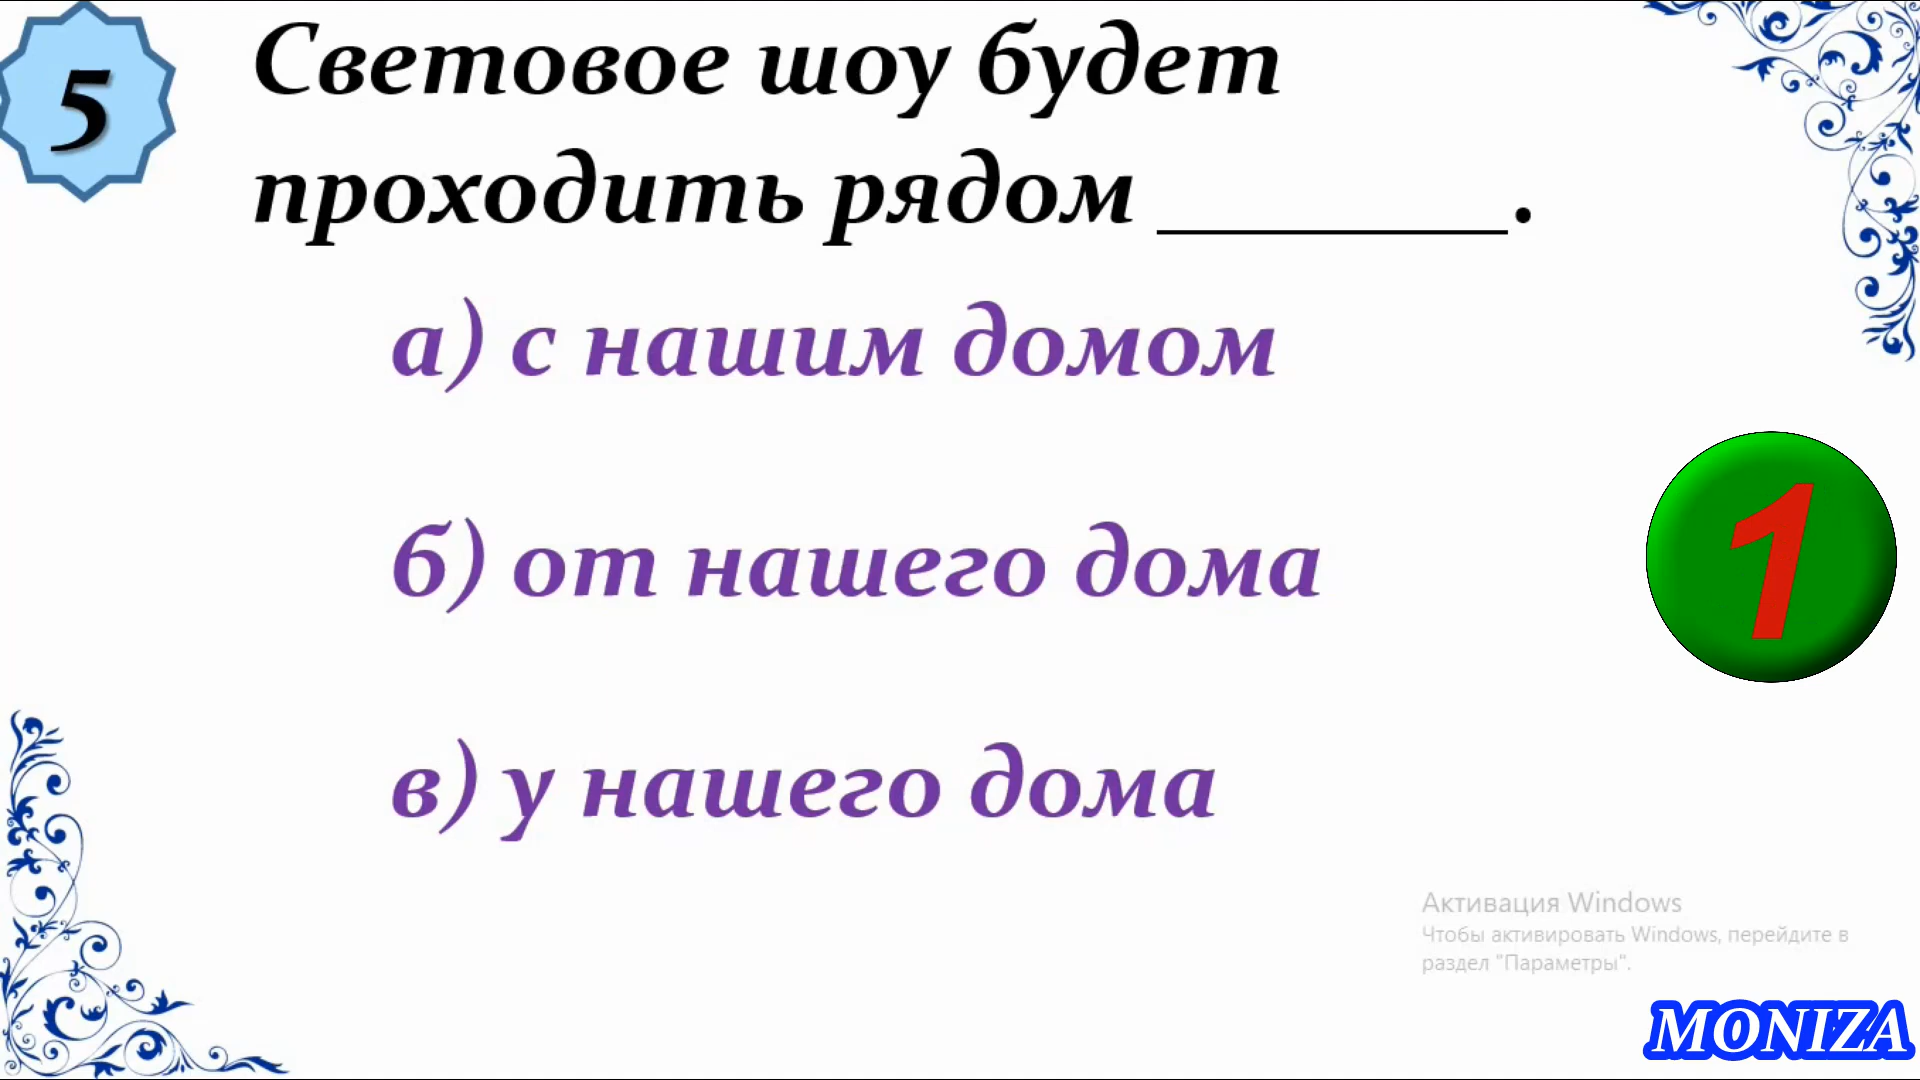 5
Световое шоу будет
проходить рядом ________.
а) с нашим домом
б) от нашего дома
1
в) у нашего дома
Активация Windows
Чтобы активировать Windows, перейдите в
раздел "Параметры".
MONIZA